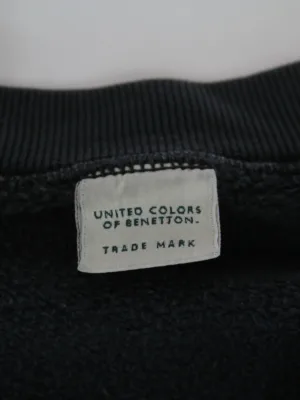 UNITED COLORS
OF BENETTON.
TRADE MARK